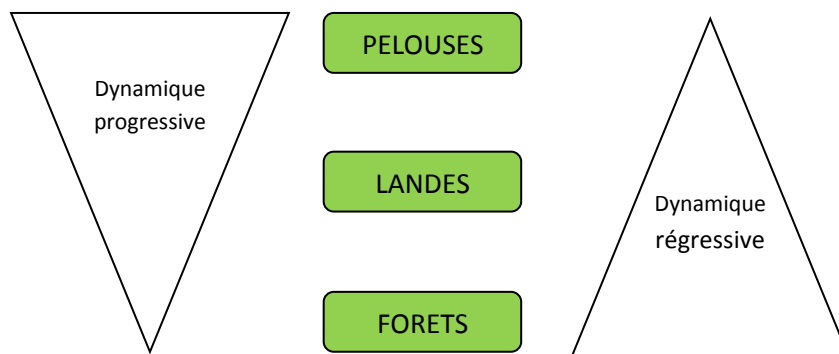 PELOUSES
Dynamique
progressive
LANDES
Dynamique
régressive
FORETS